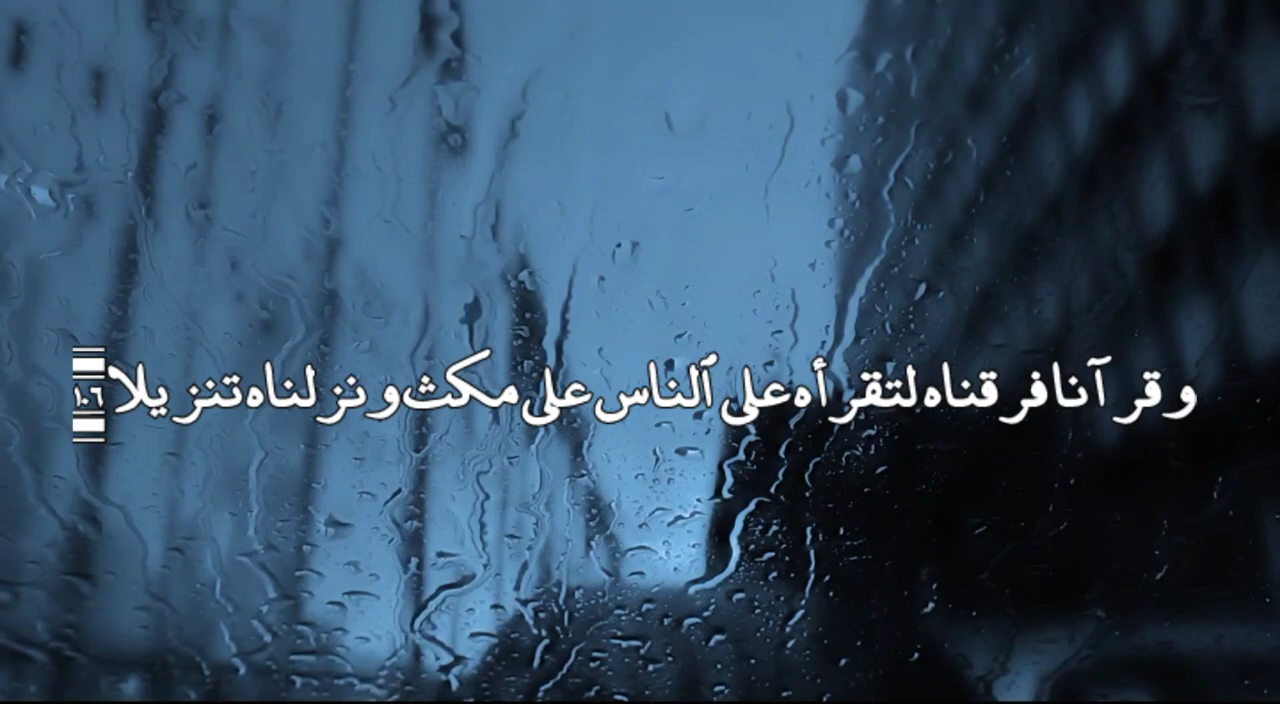 وقرآنا فرقناه لتقرأه على ٱلناس على مكث ونزلناه تنزيلا ١٠٦